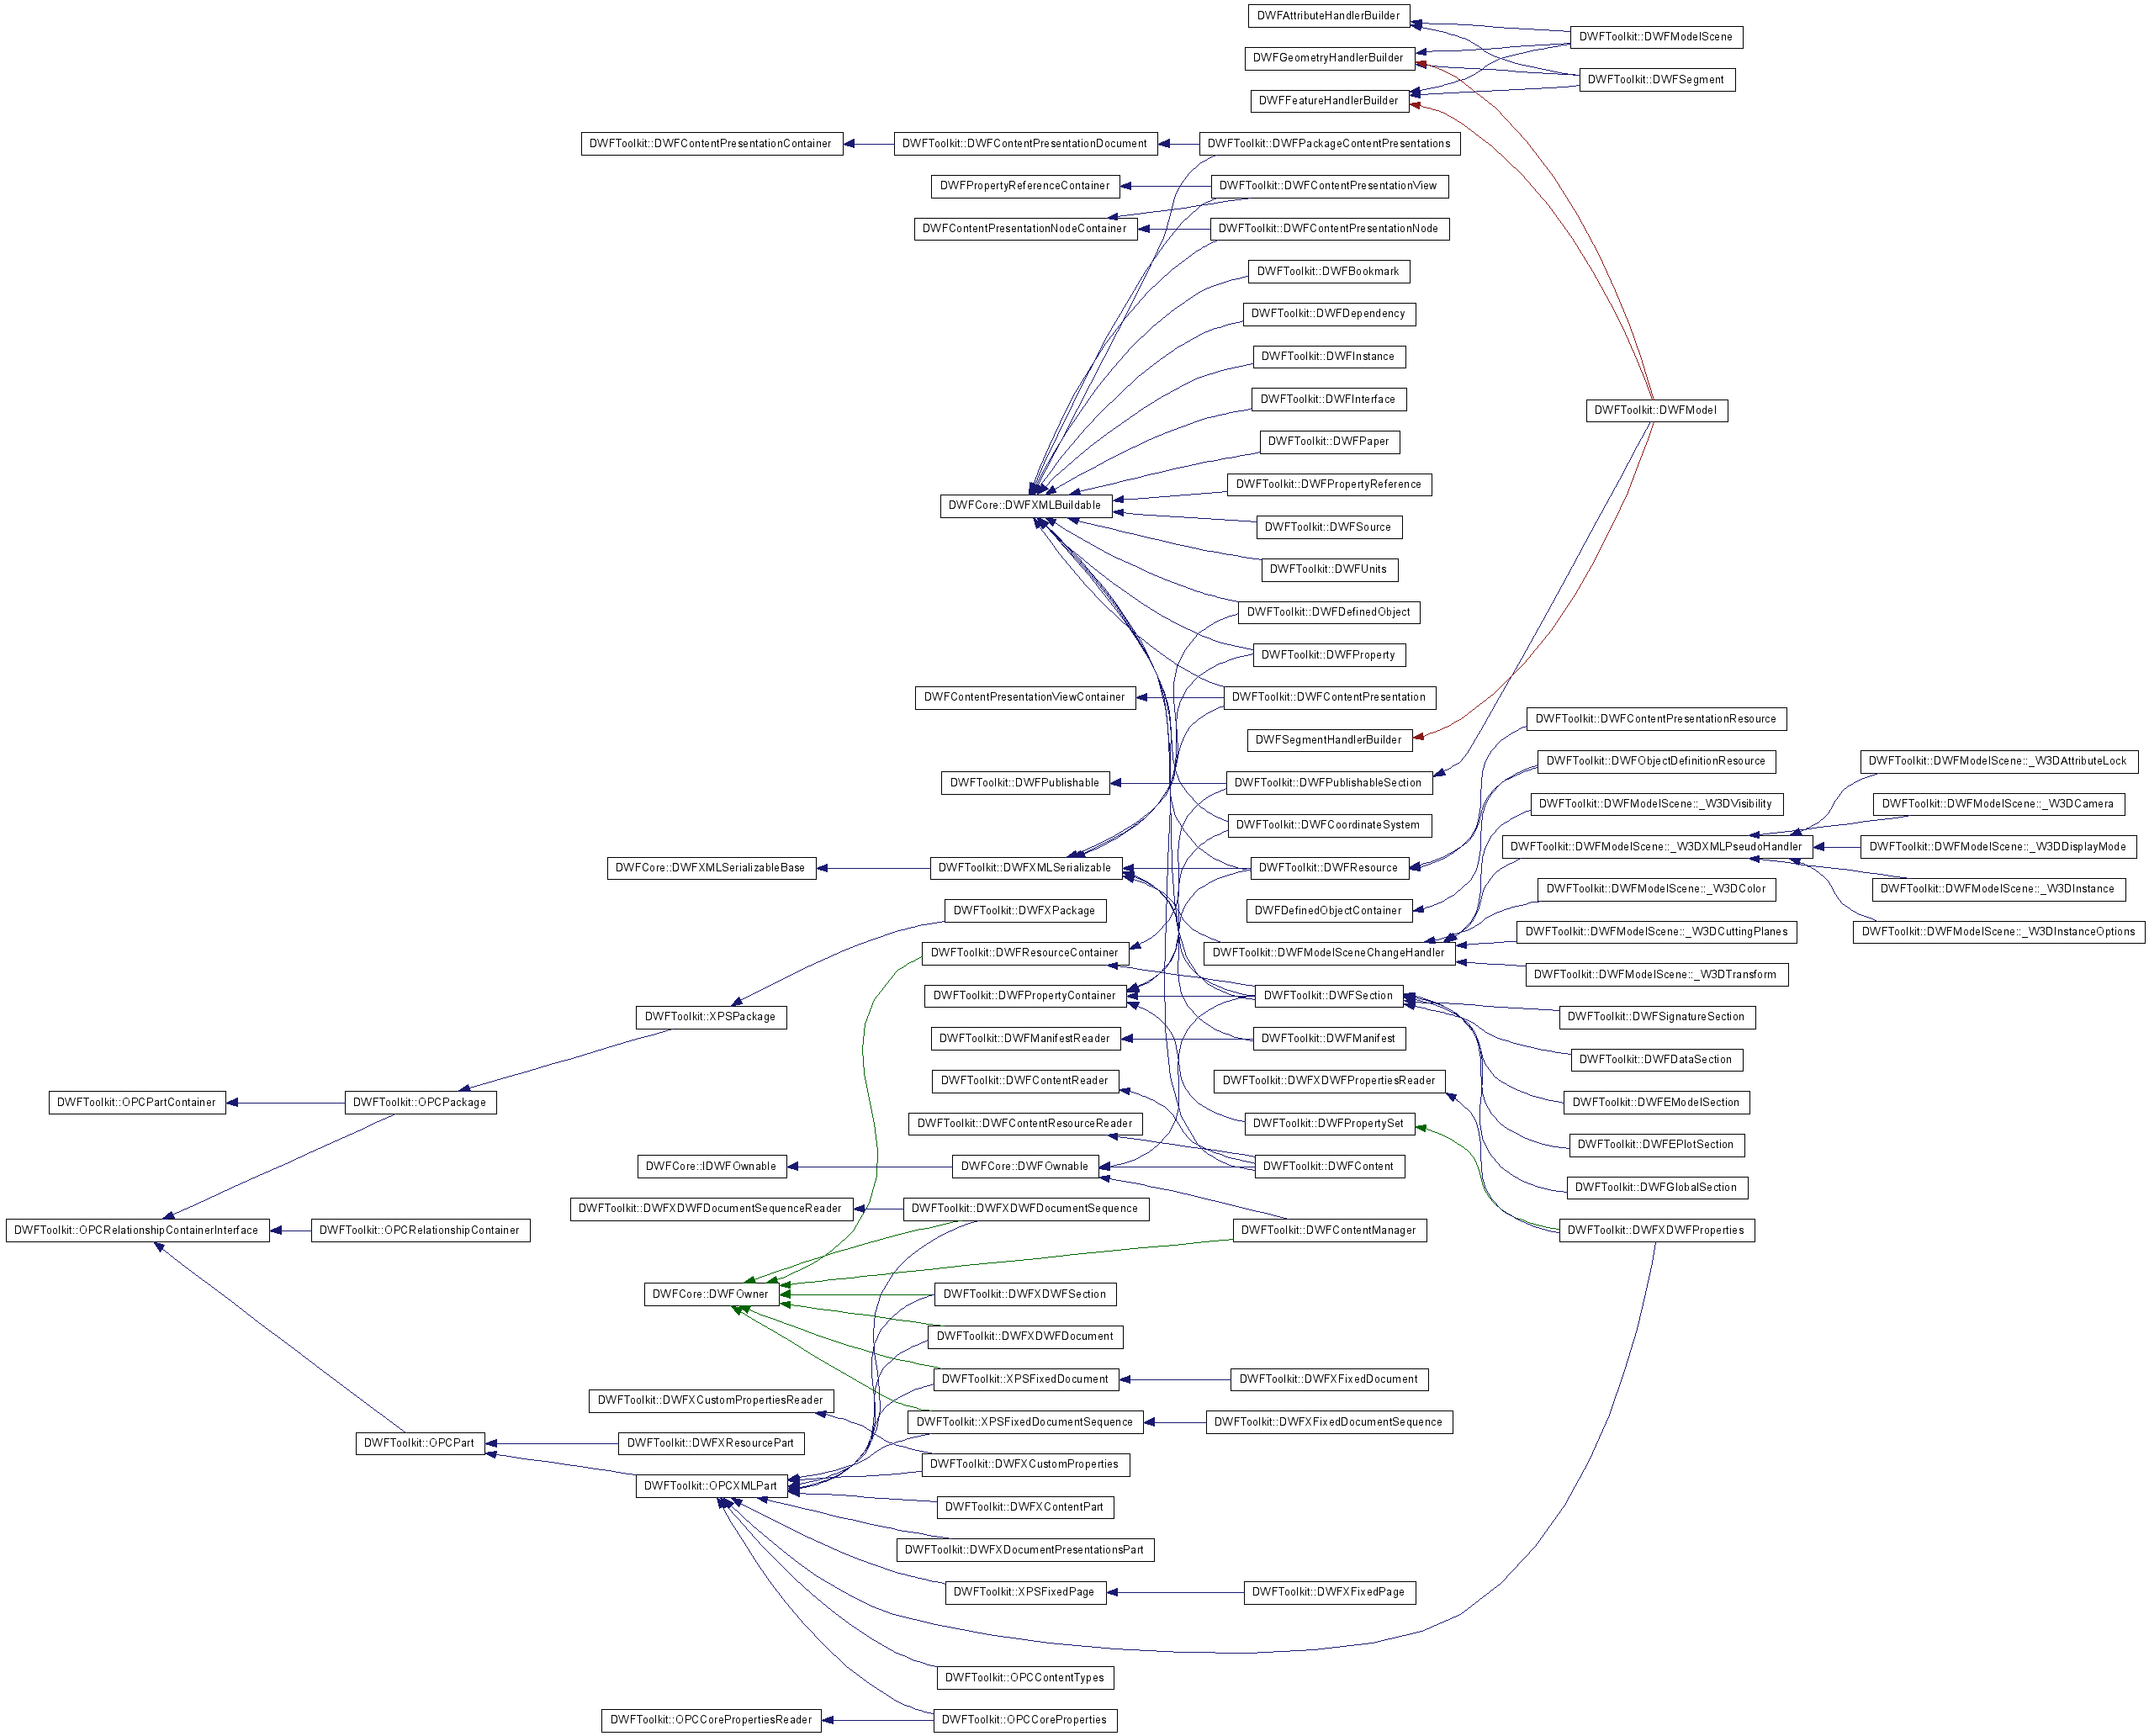 DWFAttributeHandlerBuilder
DWFToolkit::DWFModelScene
DWFGeometryHandlerBuilder
DWFToolkit::DWFSegment
DWFFeatureHandlerBuilder
DWFToolkit::DWFContentPresentationContainer
DWFToolkit::DWFContentPresentationDocument
DWFToolkit::DWFPackageContentPresentations
DWFPropertyReferenceContainer
DWFToolkit::DWFContentPresentationView
DWFContentPresentationNodeContainer
DWFToolkit::DWFContentPresentationNode
DWFToolkit::DWFBookmark
DWFToolkit::DWFDependency
DWFToolkit::DWFInstance
DWFToolkit::DWFInterface
DWFToolkit::DWFModel
DWFToolkit::DWFPaper
DWFToolkit::DWFPropertyReference
DWFCore::DWFXMLBuildable
DWFToolkit::DWFSource
DWFToolkit::DWFUnits
DWFToolkit::DWFDefinedObject
DWFToolkit::DWFProperty
DWFContentPresentationViewContainer
DWFToolkit::DWFContentPresentation
DWFToolkit::DWFContentPresentationResource
DWFSegmentHandlerBuilder
DWFToolkit::DWFObjectDefinitionResource
DWFToolkit::DWFModelScene::_W3DAttributeLock
DWFToolkit::DWFPublishable
DWFToolkit::DWFPublishableSection
DWFToolkit::DWFModelScene::_W3DVisibility
DWFToolkit::DWFModelScene::_W3DCamera
DWFToolkit::DWFCoordinateSystem
DWFToolkit::DWFModelScene::_W3DXMLPseudoHandler
DWFToolkit::DWFModelScene::_W3DDisplayMode
DWFCore::DWFXMLSerializableBase
DWFToolkit::DWFXMLSerializable
DWFToolkit::DWFResource
DWFToolkit::DWFModelScene::_W3DColor
DWFToolkit::DWFModelScene::_W3DInstance
DWFToolkit::DWFXPackage
DWFDefinedObjectContainer
DWFToolkit::DWFModelScene::_W3DCuttingPlanes
DWFToolkit::DWFModelScene::_W3DInstanceOptions
DWFToolkit::DWFResourceContainer
DWFToolkit::DWFModelSceneChangeHandler
DWFToolkit::DWFModelScene::_W3DTransform
DWFToolkit::DWFPropertyContainer
DWFToolkit::DWFSection
DWFToolkit::XPSPackage
DWFToolkit::DWFSignatureSection
DWFToolkit::DWFManifestReader
DWFToolkit::DWFManifest
DWFToolkit::DWFDataSection
DWFToolkit::DWFContentReader
DWFToolkit::DWFXDWFPropertiesReader
DWFToolkit::OPCPartContainer
DWFToolkit::OPCPackage
DWFToolkit::DWFEModelSection
DWFToolkit::DWFContentResourceReader
DWFToolkit::DWFPropertySet
DWFToolkit::DWFEPlotSection
DWFCore::IDWFOwnable
DWFCore::DWFOwnable
DWFToolkit::DWFContent
DWFToolkit::DWFGlobalSection
DWFToolkit::DWFXDWFDocumentSequenceReader
DWFToolkit::DWFXDWFDocumentSequence
DWFToolkit::OPCRelationshipContainerInterface
DWFToolkit::OPCRelationshipContainer
DWFToolkit::DWFContentManager
DWFToolkit::DWFXDWFProperties
DWFCore::DWFOwner
DWFToolkit::DWFXDWFSection
DWFToolkit::DWFXDWFDocument
DWFToolkit::XPSFixedDocument
DWFToolkit::DWFXFixedDocument
DWFToolkit::DWFXCustomPropertiesReader
DWFToolkit::XPSFixedDocumentSequence
DWFToolkit::DWFXFixedDocumentSequence
DWFToolkit::OPCPart
DWFToolkit::DWFXResourcePart
DWFToolkit::DWFXCustomProperties
DWFToolkit::OPCXMLPart
DWFToolkit::DWFXContentPart
DWFToolkit::DWFXDocumentPresentationsPart
DWFToolkit::XPSFixedPage
DWFToolkit::DWFXFixedPage
DWFToolkit::OPCContentTypes
DWFToolkit::OPCCorePropertiesReader
DWFToolkit::OPCCoreProperties